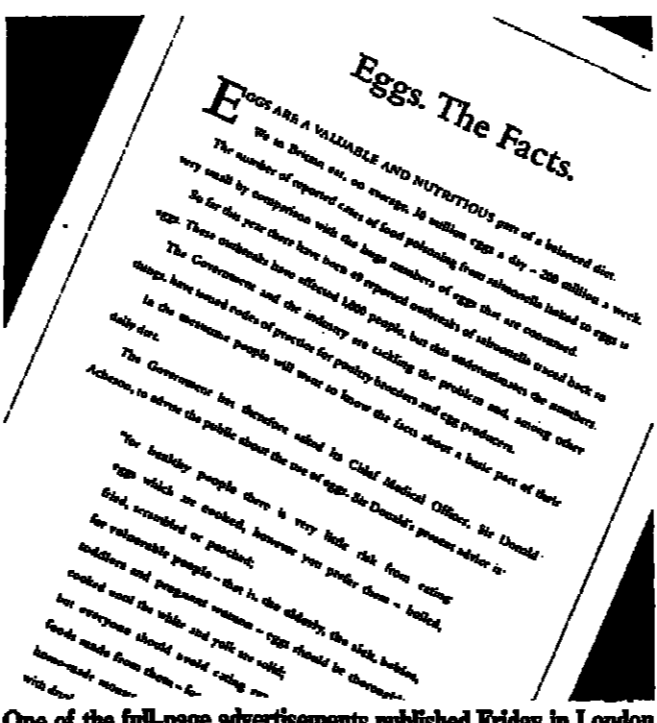 Eggs. The Facts.
EGGS ARE A VALUABLE AND NUTRITIOUS part of a balanced diet.
We in Britain eat, on average, 30 million eggs a day – 200 million a week.
The number of reported cases of food poisoning from salmonella linked to eggs is
very small by comparison with the huge numbers of eggs that are consumed.
So far this year there have been 49 reported outbreaks of salmonella traced back to
eggs. These outbreaks have affected 1,000 people, but this underestimates the numbers.
The Government and the industry are tackling the problem and, among other
things, have issued codes of practice for poultry breeders and egg producers.
In the meantime people will want to know the facts about a basic part of their
daily diet.
The Government has therefore asked its Chief Medical Officer, Sir Donald
Acheson, to advise the public about the use of eggs. Sir Donald's present advice is:
"for healthy people there is very little risk from eating
eggs which are cooked, however you prefer them – boiled,
fried, scrambled or poached;
for vulnerable people – that is, the elderly, the sick, babies,
toddlers and pregnant women – eggs should be
cooked until the white and yolk are solid;
but everyone should avoid eating
foods made from them –
home-made
with
One of the full-page advertisements published Friday in London